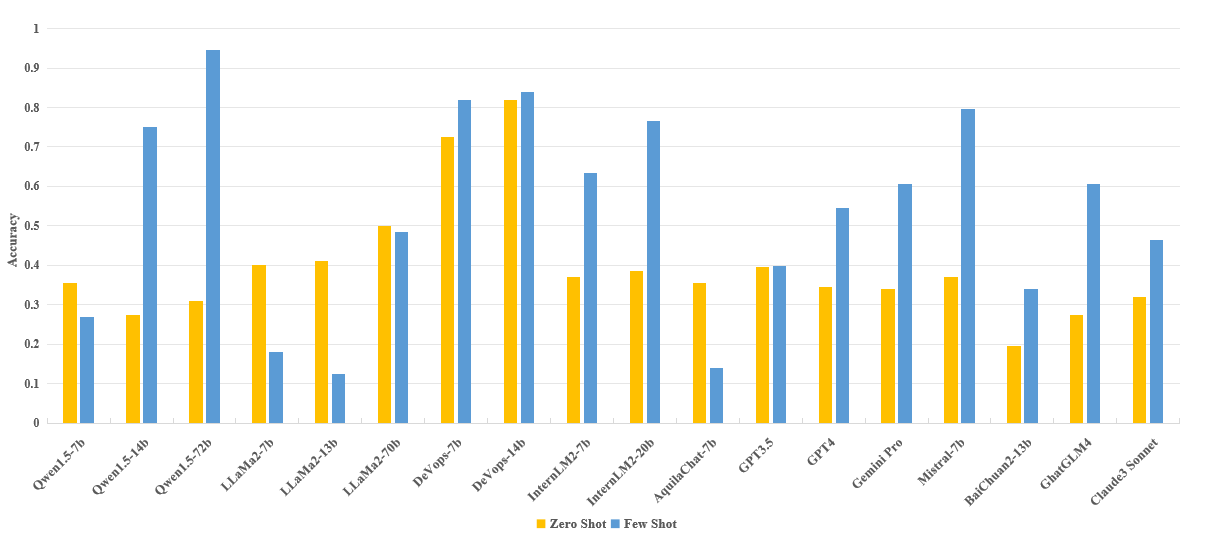 1
0.9
0.8
0.7
0.6
0.5
0.4
0.3
0.2
0.1
0
Accuracy
Qwen1.5-7b
Qwen1.5-14b
Qwen1.5-72b
LLaMa2-7b
LLaMa2-13b
LLaMa2-70b
DeVops-7b
DeVops-14b
InternLM2-7b
InternLM2-20b
AquilaChat-7b
GPT3.5
GPT4
Gemini Pro
Mistral-7b
BaiChuan2-13b
GhatGLM4
Claude3 Sonnet
Zero Shot Few Shot